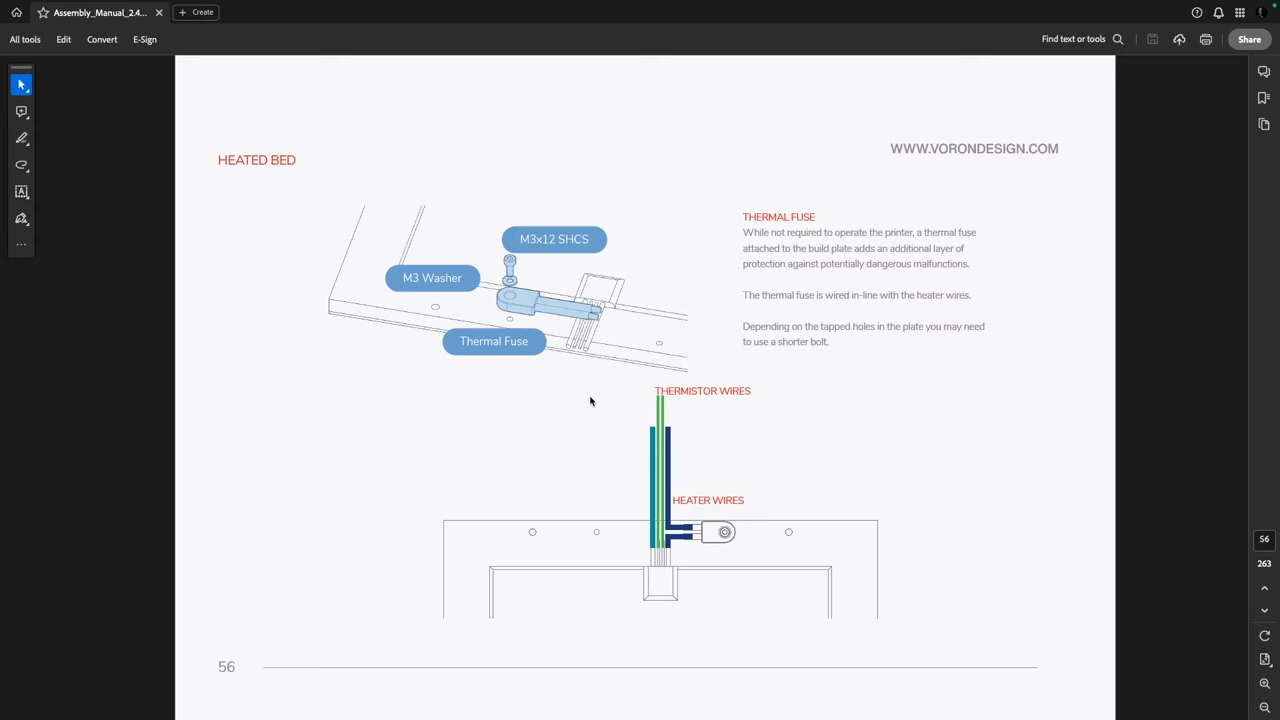 Assembly_Manual_2.4...
Create
All tools
Edit
Convert
E-Sign
Find text or tools
Share
HEATED BED
WWW.VORONDESIGN.COM
M3x12 SHCS
M3 Washer
Thermal Fuse
THERMAL FUSE
While not required to operate the printer, a thermal fuse
attached to the build plate adds an additional layer of
protection against potentially dangerous malfunctions.
The thermal fuse is wired in-line with the heater wires.
Depending on the tapped holes in the plate you may need
to use a shorter bolt.
THERMISTOR WIRES
HEATER WIRES
56
56
263